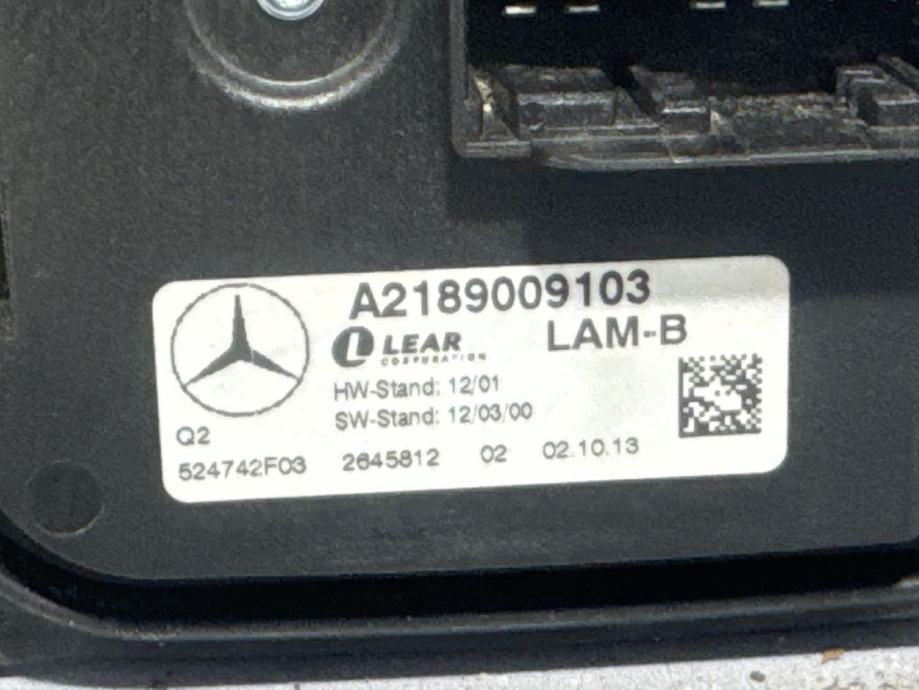 A2189009103
LEAR LAM-B
CORPORATION
HW-Stand: 12/01
SW-Stand: 12/03/00
Q2
524742F03 2645812 02 02.10.13